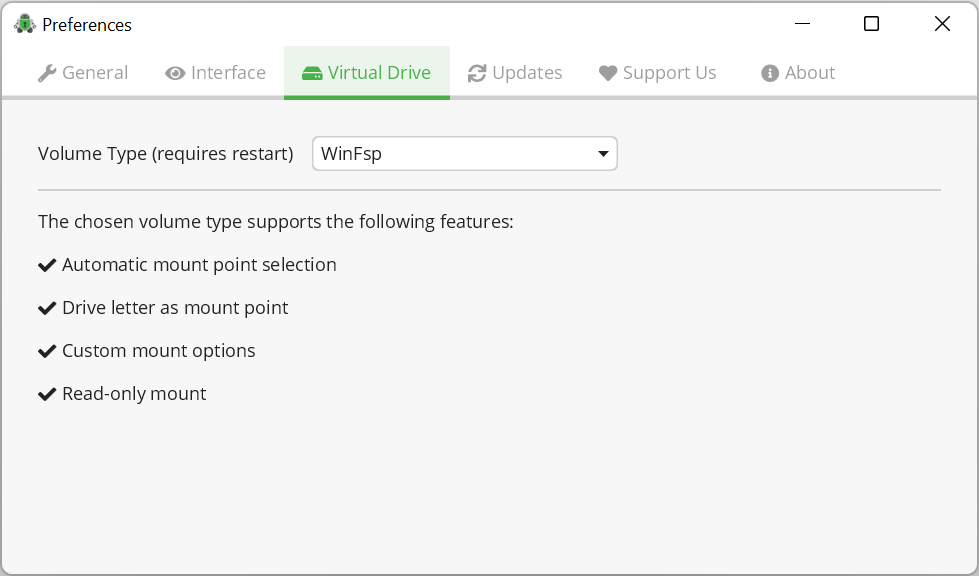 Preferences
General Interface Virtual Drive Updates Support Us About
Volume Type (requires restart) WinFsp
The chosen volume type supports the following features:
Automatic mount point selection
Drive letter as mount point
Custom mount options
Read-only mount